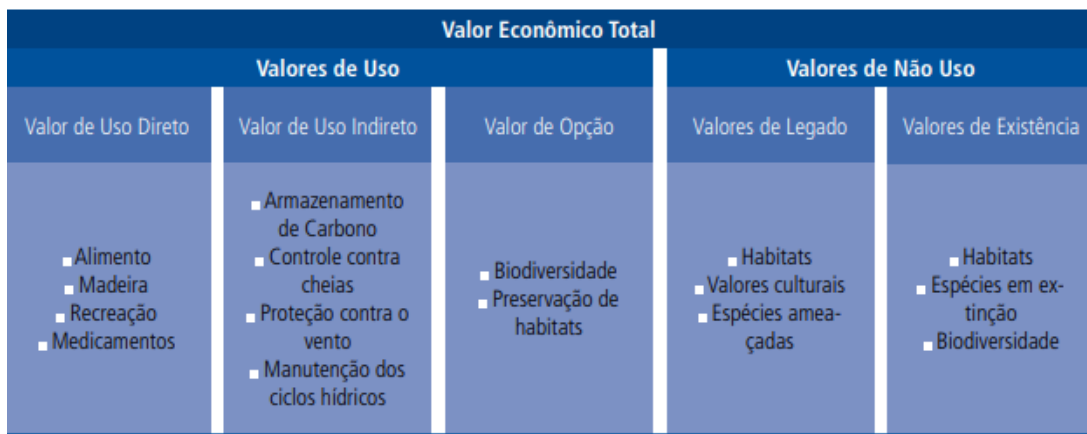 Valor Econômico Total
Valores de Uso
Valores de Não Uso
Valor de Uso Direto
Valor de Uso Indireto
Valor de Opção
Valores de Legado
Valores de Existência
Alimento
Madeira
Recreação
Medicamentos
Armazenamento
de Carbono
Controle contra
cheias
Proteção contra o
vento
Manutenção dos
ciclos hídricos
Biodiversidade
Preservação de
habitats
Habitats
Valores culturais
Espécies amea-
çadas
Habitats
Espécies em ex-
tinção
Biodiversidade